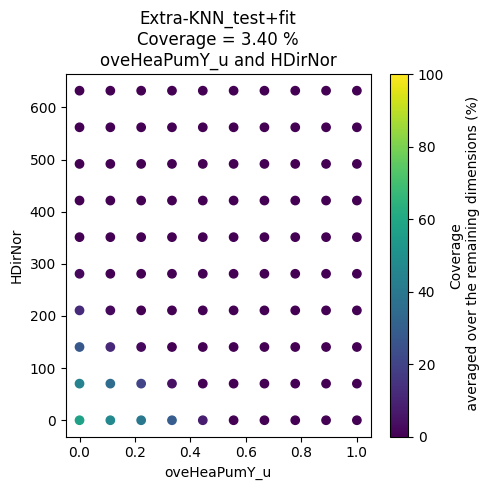 Extra-KNN_test+fit
Coverage = 3.40 %
oveHeaPumY_u and HDirNor
HDirNor
600
500
400
300
200
100
0
0.0 0.2 0.4 0.6 0.8 1.0
oveHeaPumY_u
100
80
60
40
20
0
Coverage
averaged over the remaining dimensions (%)